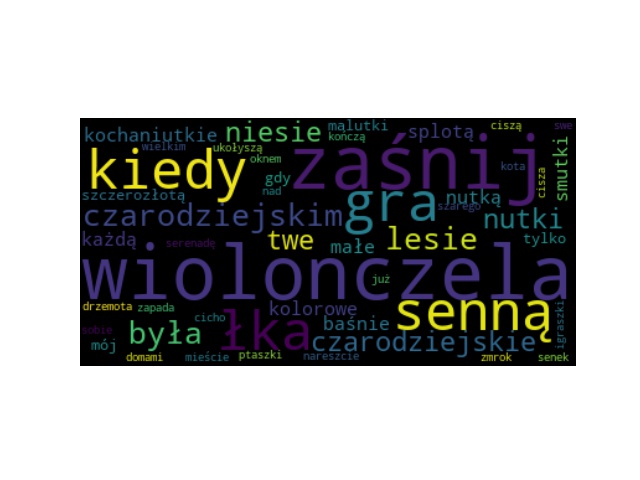 malutki ciszą swe
kochaniutkie niesie kończą splotą
wielkim ukołyszą
kiedy oknem zaśnij smutki
gdy kota cisza
szczerozłotą nad nutką
czarodziejskim gra szarego nutki
każdą serenadę twe małe lesie tylko
wiolonczela
już
drzemota zapada kolorowe senną igraszki
sobie była cicho łka baśnie
mój czarodziejskie
domami mieście ptaszki nareszcie zmrok senek